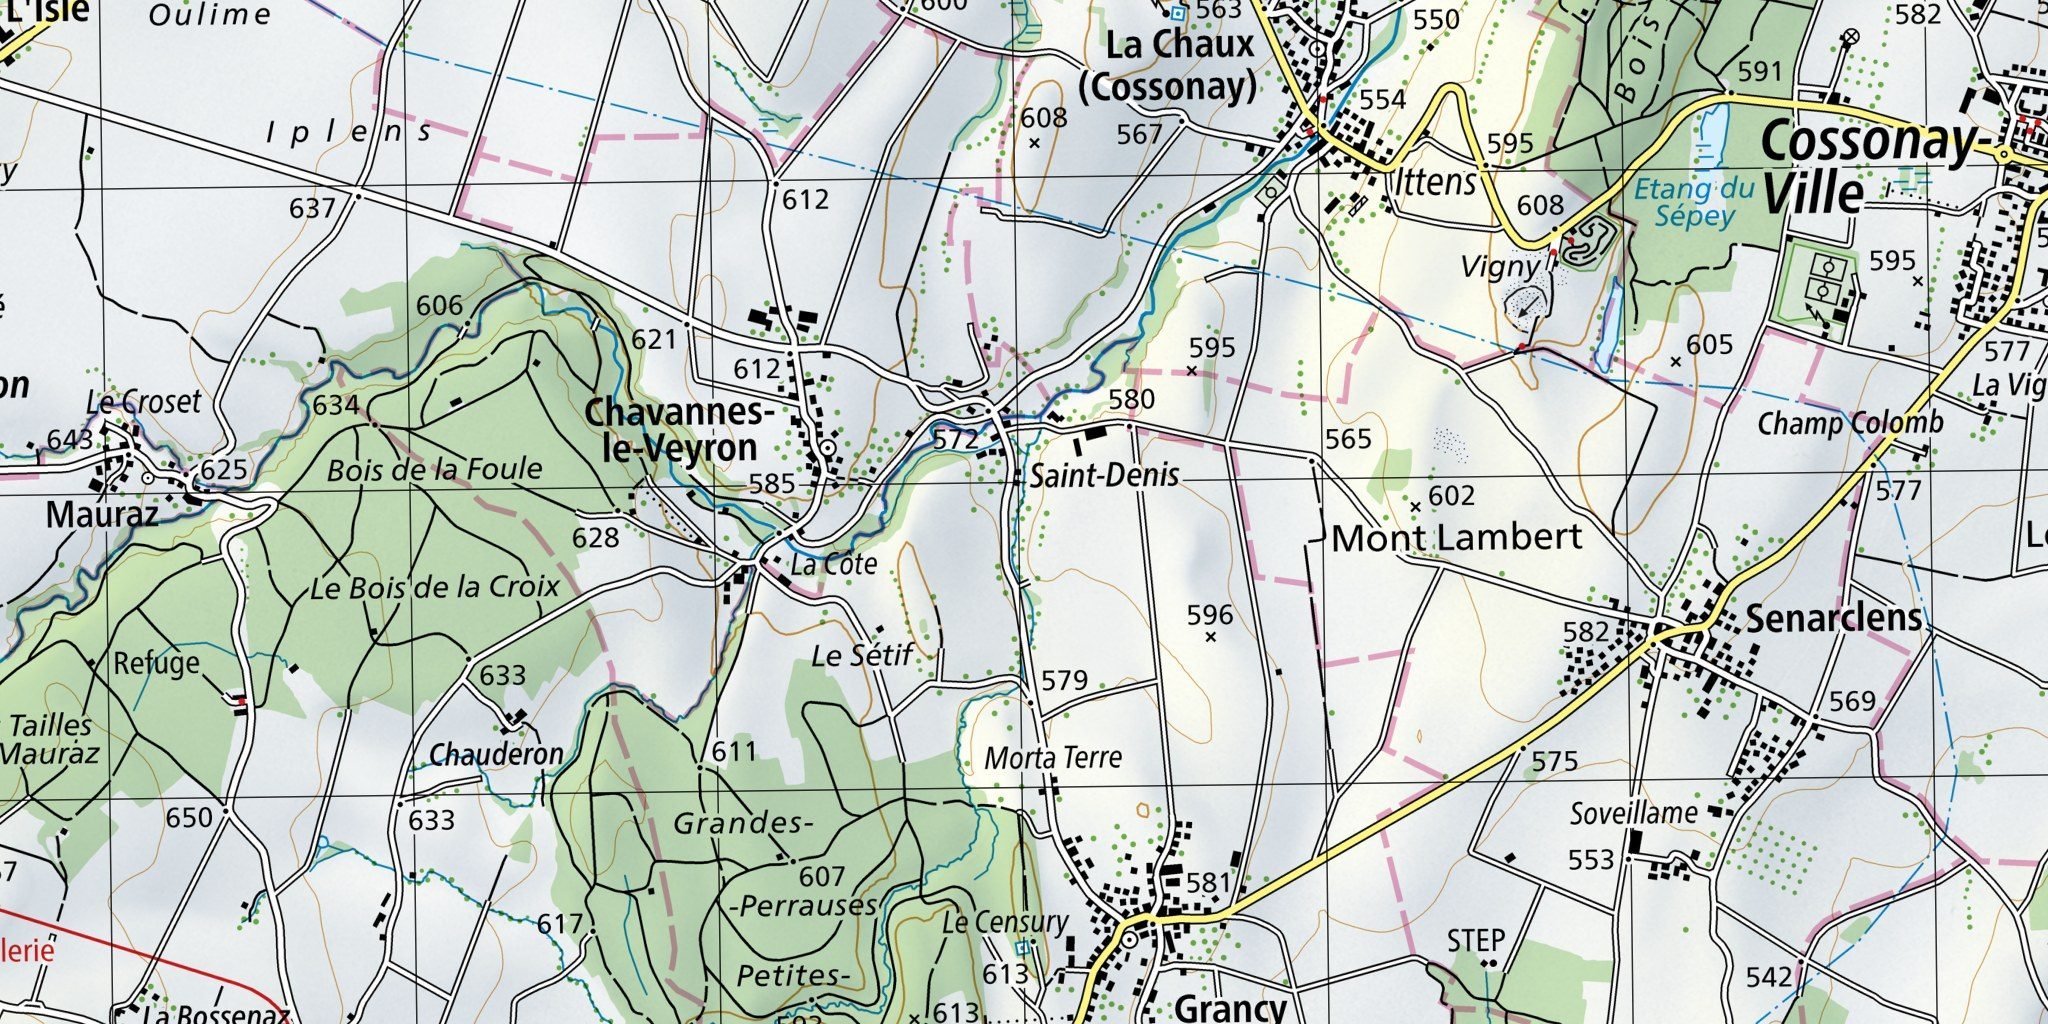 L'Isle
Oulime
600
563
550
582
La Chaux
(Cossonay)
Bois
591
608
554
567
Iplens
595
Cossonay-
Ville
Ittens
637
612
608
Etang du
Sépey
Vigny
595
606
621
595
605
612
577
La Vig
Le Croset
634
Chavannes-
le-Veyron
580
Champ Colomb
643
572
565
625
Bois de la Foule
Saint-Denis
585
602
577
Mauraz
628
Mont Lambert
La Côte
Le Bois de la Croix
596
Senarclens
582
Refuge
Le Sétif
633
579
569
Tailles
Mauraz
Chauderon
611
Morta Terre
575
650
633
Grandes-
Soveillame
553
607
581
-Perrauses
617
Le Censury
STEP
lerie
Petites-
613
542
La Bossenaz
613
Grancy